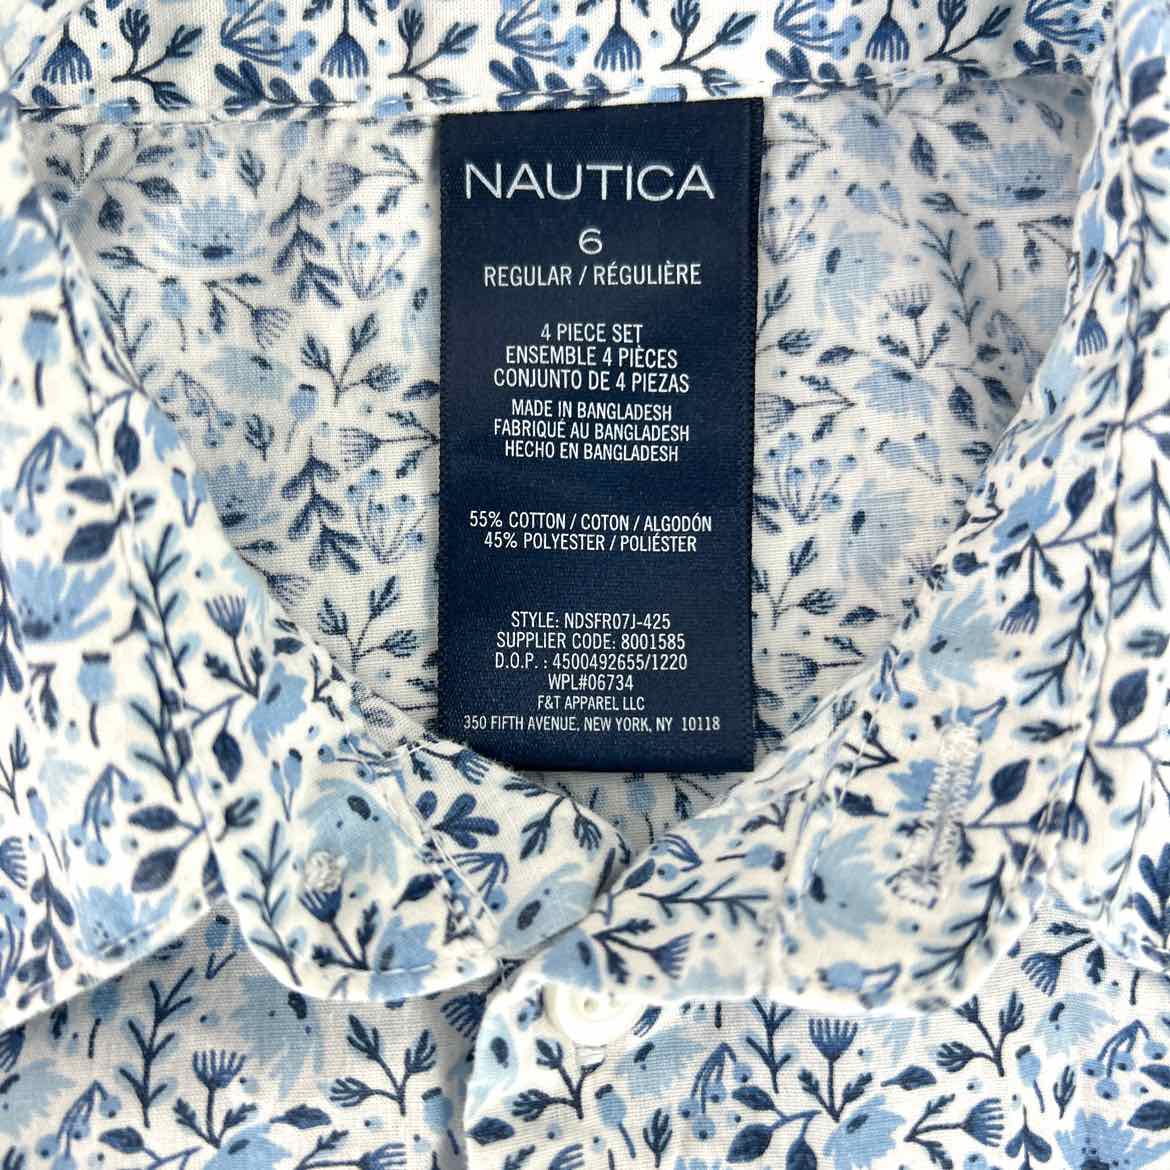 NAUTICA
6
REGULAR / RÉGULIÈRE
4 PIECE SET
ENSEMBLE 4 PIÈCES
CONJUNTO DE 4 PIEZAS
MADE IN BANGLADESH
FABRIQUÉ AU BANGLADESH
HECHO EN BANGLADESH
55% COTTON / COTON / ALGODÓN
45% POLYESTER / POLIÉSTER
STYLE: NDSFR07J-425
SUPPLIER CODE: 8001585
D.O.P. : 4500492655/1220
WPL#06734
F&T APPAREL LLC
350 FIFTH AVENUE, NEW YORK, NY 10118